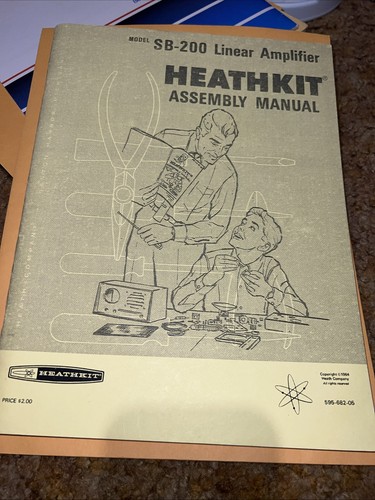 MODEL SB-200 Linear Amplifier
HEATHKIT®
ASSEMBLY MANUAL
HEATHKIT
PRICE $2.00
Copyright © 1964
Heath Company
All rights reserved
595-682-05